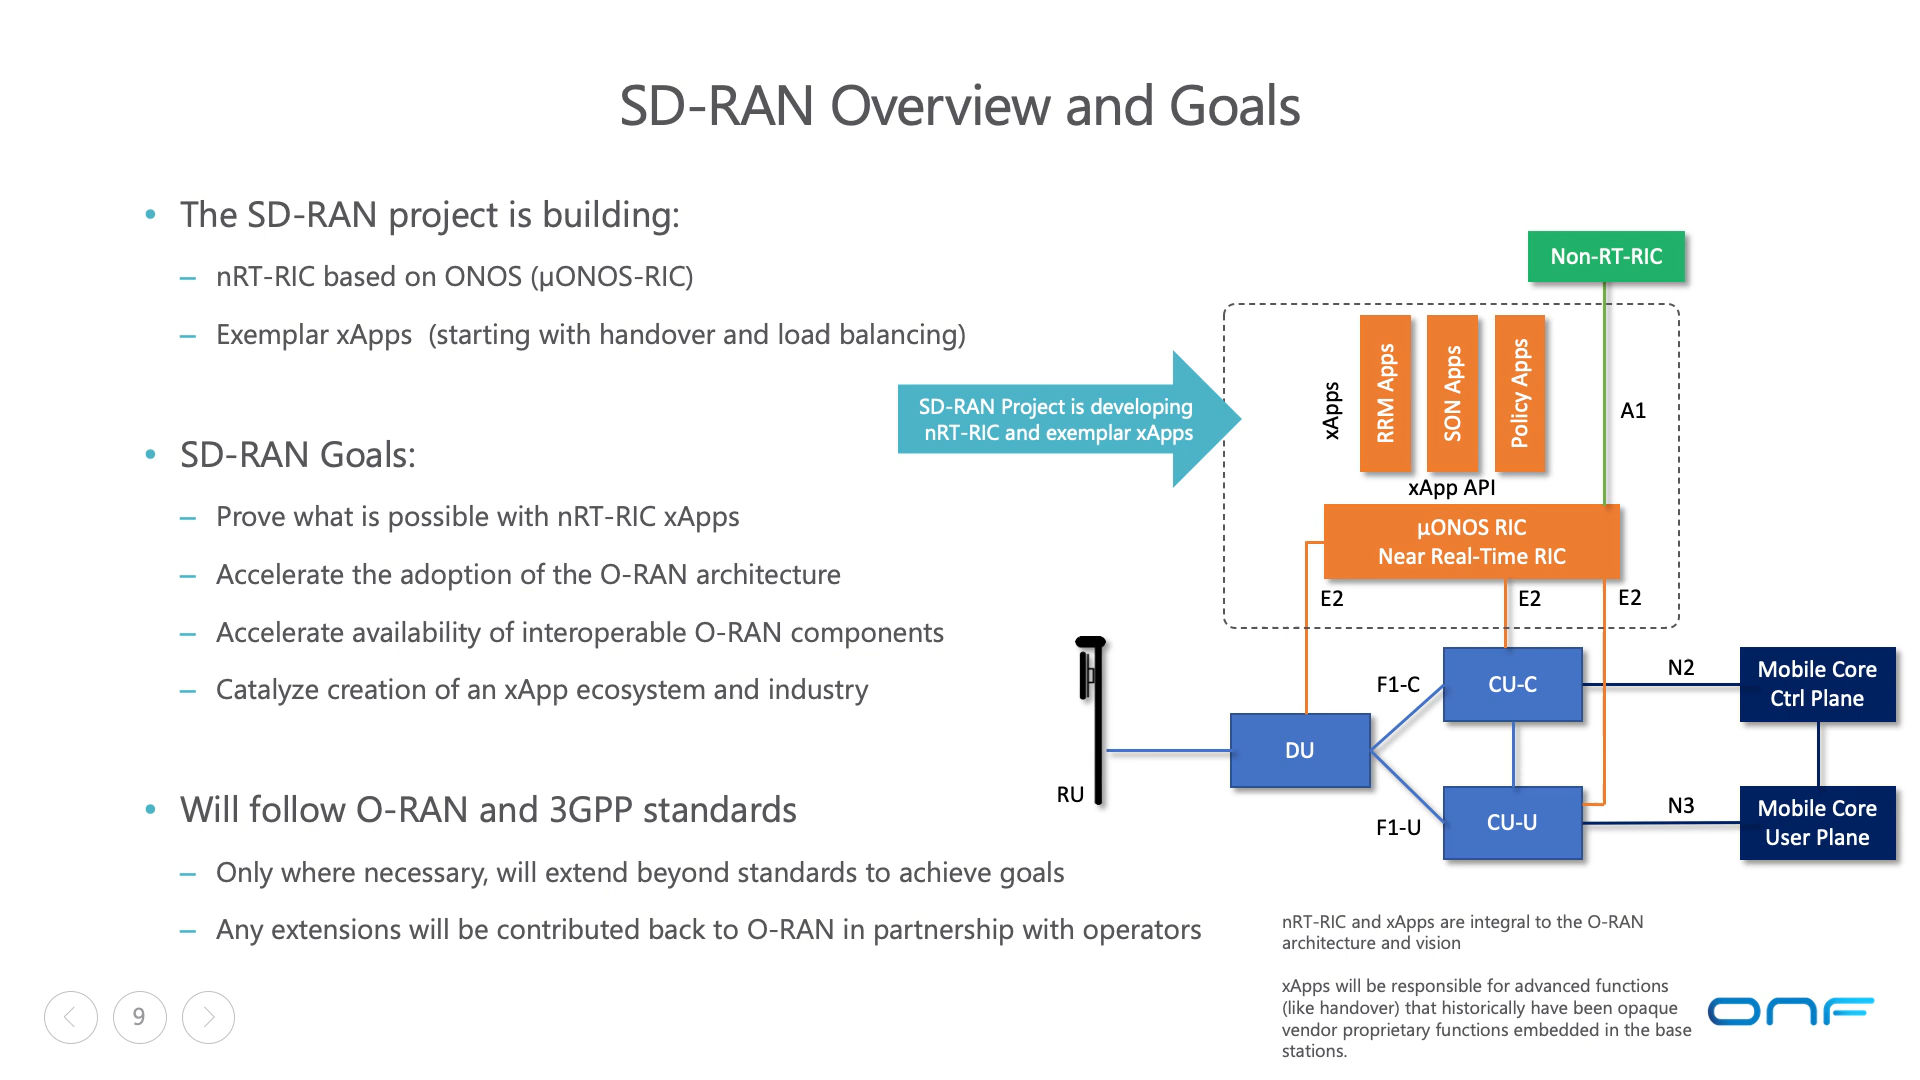 SD-RAN Overview and Goals
• The SD-RAN project is building:
– nRT-RIC based on ONOS (µONOS-RIC)
– Exemplar xApps (starting with handover and load balancing)
• SD-RAN Goals:
– Prove what is possible with nRT-RIC xApps
– Accelerate the adoption of the O-RAN architecture
– Accelerate availability of interoperable O-RAN components
– Catalyze creation of an xApp ecosystem and industry
• Will follow O-RAN and 3GPP standards
– Only where necessary, will extend beyond standards to achieve goals
– Any extensions will be contributed back to O-RAN in partnership with operators
SD-RAN Project is developing
nRT-RIC and exemplar xApps
Non-RT-RIC
xApps
RRM Apps
SON Apps
Policy Apps
A1
xApp API
µONOS RIC
Near Real-Time RIC
E2
E2
E2
RU
DU
F1-C
F1-U
CU-C
CU-U
N2
N3
Mobile Core
Ctrl Plane
Mobile Core
User Plane
nRT-RIC and xApps are integral to the O-RAN
architecture and vision
xApps will be responsible for advanced functions
(like handover) that historically have been opaque
vendor proprietary functions embedded in the base
stations.
9
ONF